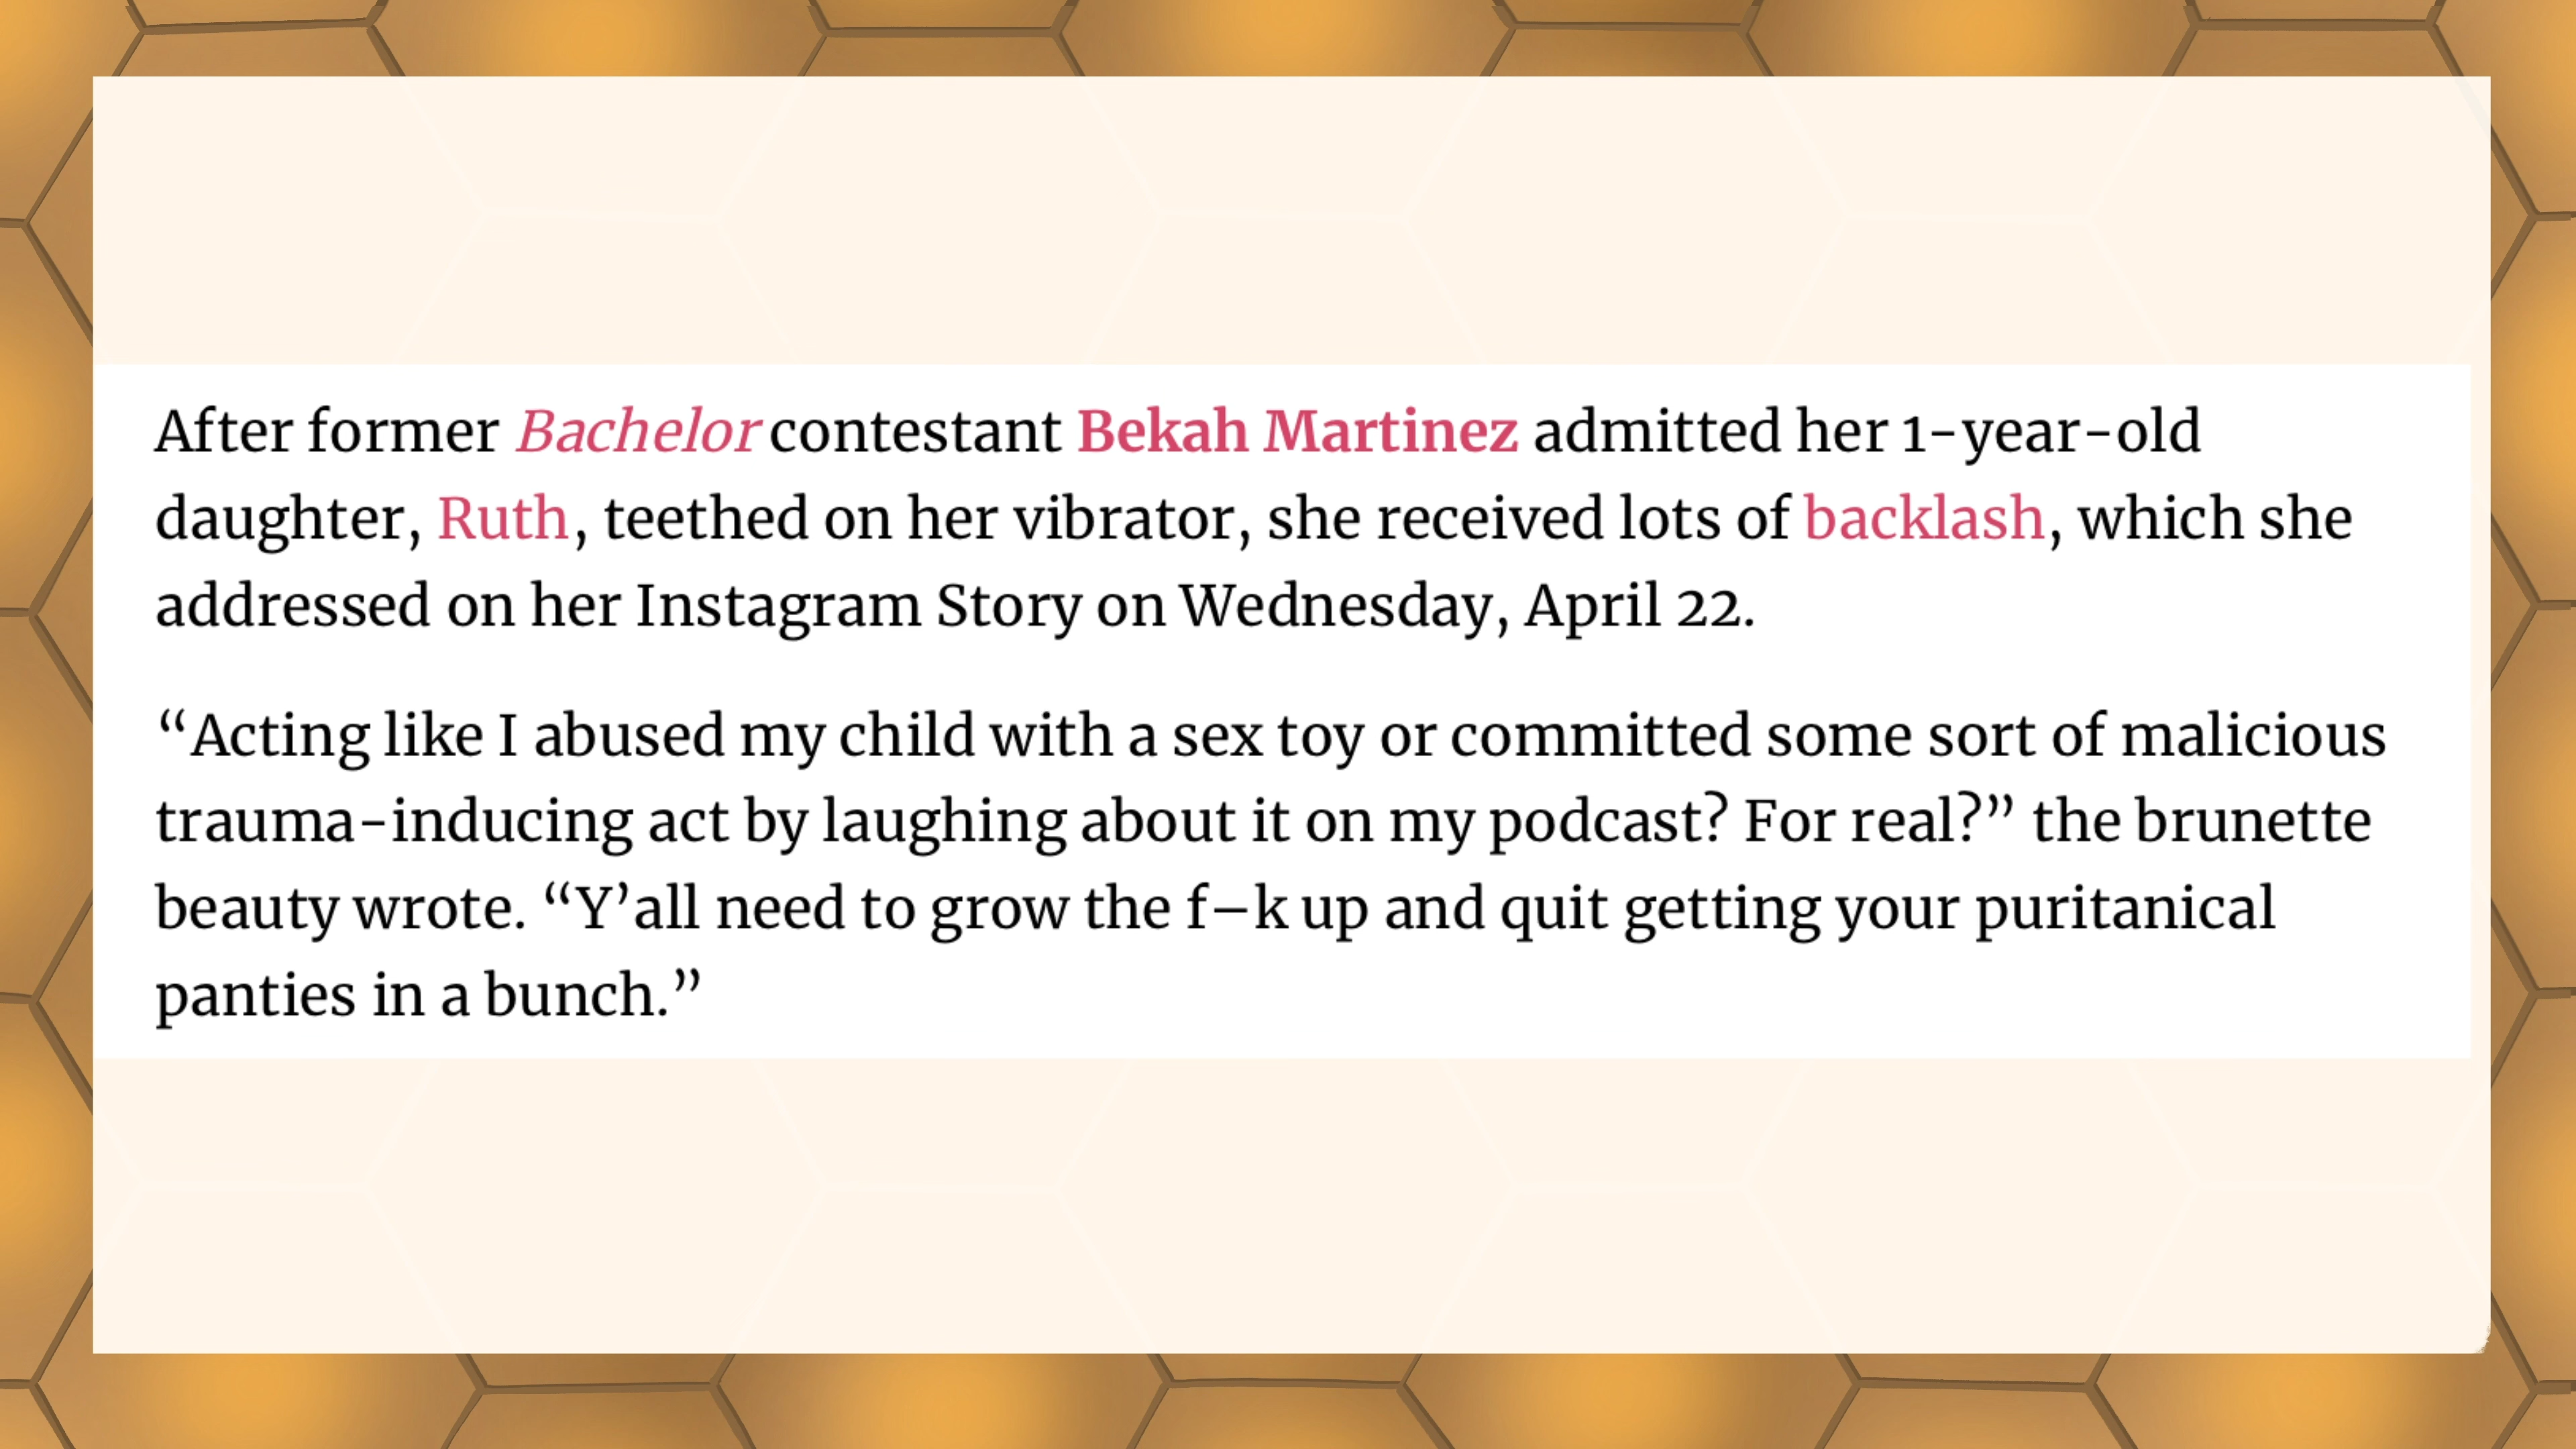 After former Bachelor contestant Bekah Martinez admitted her 1-year-old
daughter, Ruth, teethed on her vibrator, she received lots of backlash, which she
addressed on her Instagram Story on Wednesday, April 22.
“Acting like I abused my child with a sex toy or committed some sort of malicious
trauma-inducing act by laughing about it on my podcast? For real?” the brunette
beauty wrote. “Y’all need to grow the f–k up and quit getting your puritanical
panties in a bunch.”